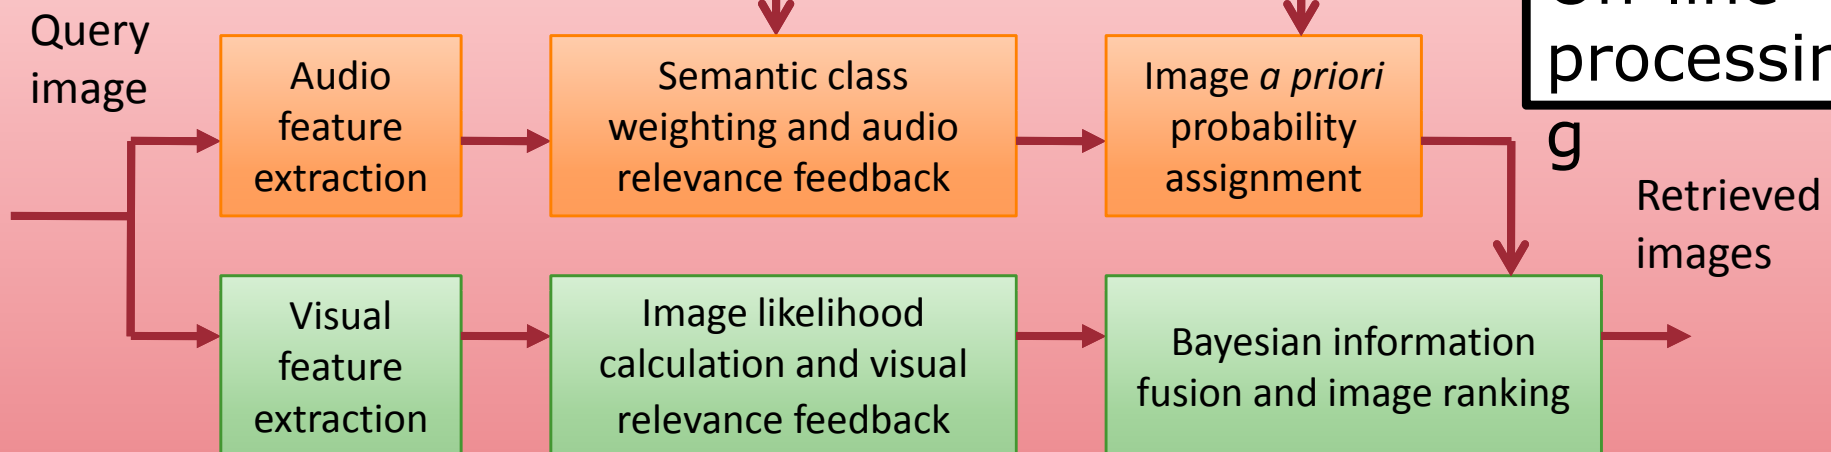 Query
image
Audio
feature
extraction
Semantic class
weighting and audio
relevance feedback
Image a priori
probability
assignment
processin
g
Retrieved
images
Visual
feature
extraction
Image likelihood
calculation and visual
relevance feedback
Bayesian information
fusion and image ranking